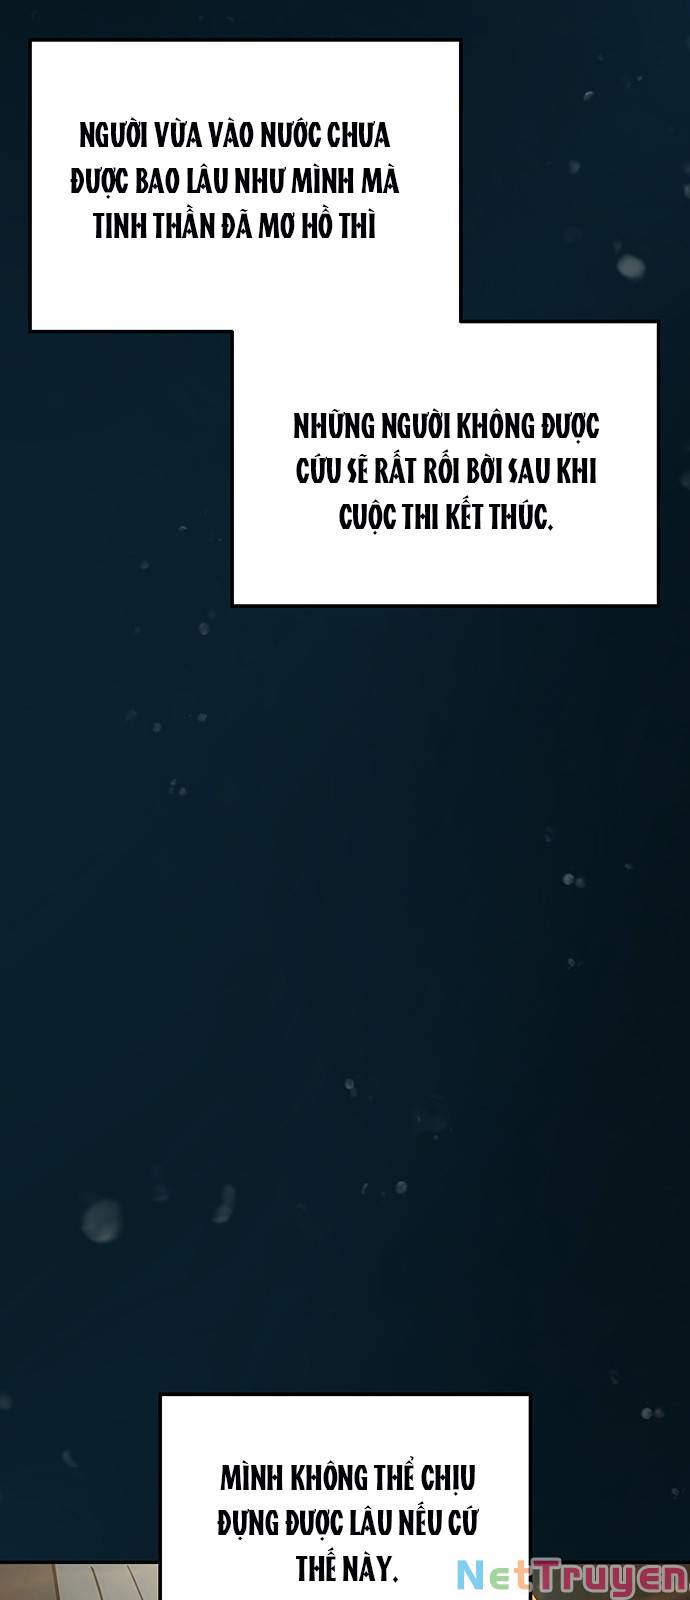 NGƯỜI VỪA VÀO NƯỚC CHƯA
ĐƯỢC BAO LÂU NHƯ MÌNH MÀ
TINH THẦN ĐÃ MƠ HỒ THÌ
NHỮNG NGƯỜI KHÔNG ĐƯỢC
CỨU SẼ RẤT RỐI BỜI SAU KHI
CUỘC THI KẾT THÚC.
MÌNH KHÔNG THỂ CHỊU
ĐỰNG ĐƯỢC LÂU NẾU CỨ
THẾ NÀY.
NetTruyen